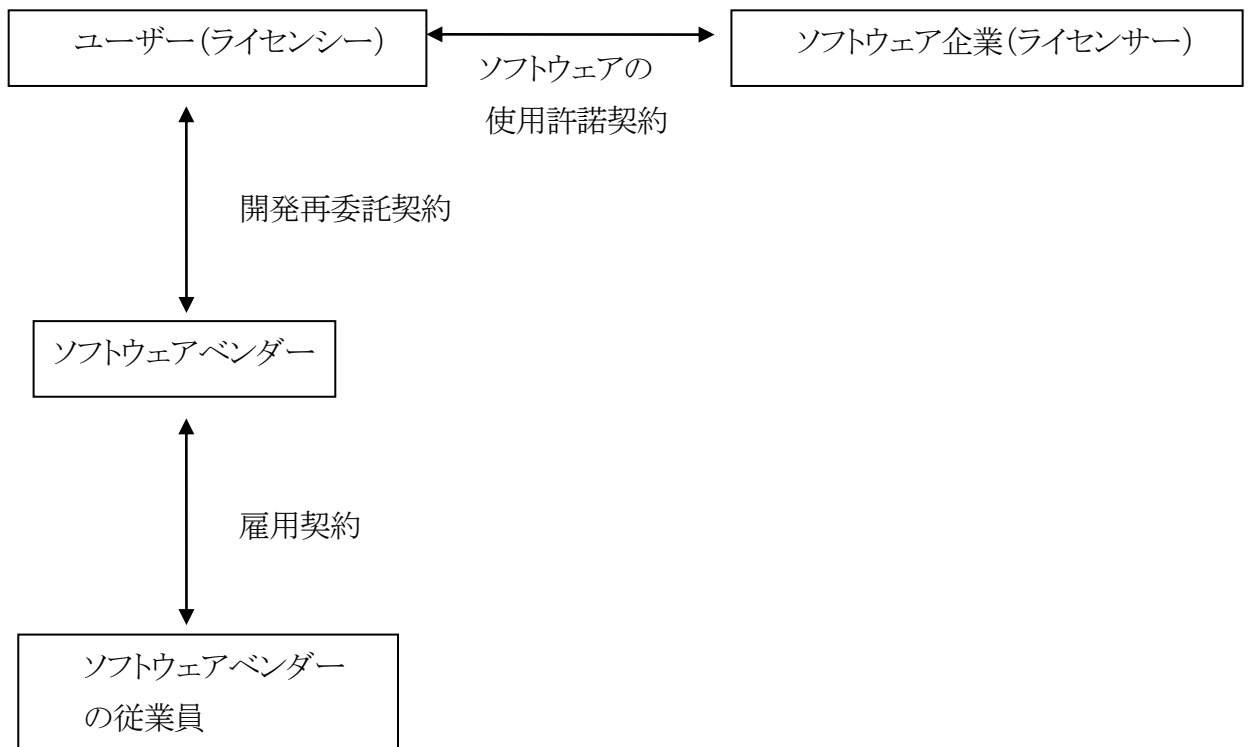 ユーザー(ライセンシー)
ソフトウェア企業(ライセンサー)
ソフトウェアの
使用許諾契約
開発再委託契約
ソフトウェアベンダー
雇用契約
ソフトウェアベンダー
の従業員